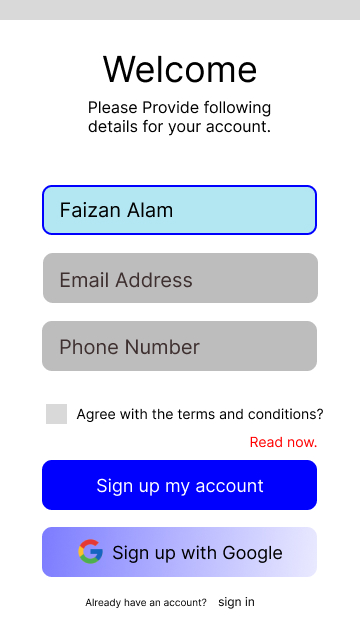 Welcome
Please Provide following
details for your account.
Faizan Alam
Email Address
Phone Number
Agree with the terms and conditions?
Read now.
Sign up my account
Sign up with Google
Already have an account? sign in